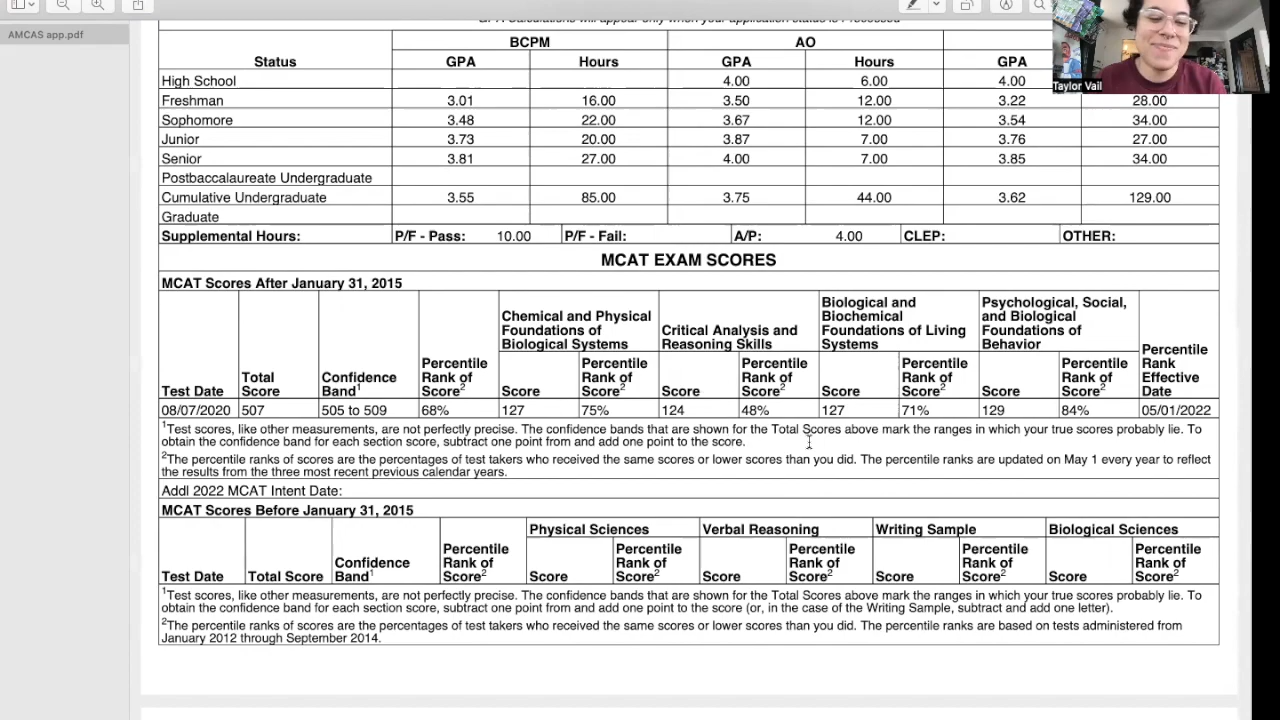 AMCAS app.pdf
GPA Calculations will appear only when your application status is Processed
BCPM AO
Status GPA Hours GPA Hours GPA
High School 4.00 6.00 4.00
Freshman 3.01 16.00 3.50 12.00 3.22 28.00
Sophomore 3.48 22.00 3.67 12.00 3.54 34.00
Junior 3.73 20.00 3.87 7.00 3.76 27.00
Senior 3.81 27.00 4.00 7.00 3.85 34.00
Postbaccalaureate Undergraduate
Cumulative Undergraduate 3.55 85.00 3.75 44.00 3.62 129.00
Graduate
Supplemental Hours: P/F - Pass: 10.00 P/F - Fail: A/P: 4.00 CLEP: OTHER:
Taylor Vail
MCAT EXAM SCORES
MCAT Scores After January 31, 2015
Chemical and Physical Foundations of Biological Systems
Critical Analysis and Reasoning Skills
Biological and Biochemical Foundations of Living Systems
Psychological, Social, and Biological Foundations of Behavior
Test Date Total Score Confidence Band1 Percentile Rank of Score2 Score Percentile Rank of Score2 Score Percentile Rank of Score2 Score Percentile Rank of Score2 Score Percentile Rank of Score2 Percentile Rank Effective Date
08/07/2020 507 505 to 509 68% 127 75% 124 48% 127 71% 129 84% 05/01/2022
1Test scores, like other measurements, are not perfectly precise. The confidence bands that are shown for the Total Scores above mark the ranges in which your true scores probably lie. To
obtain the confidence band for each section score, subtract one point from and add one point to the score.
2The percentile ranks of scores are the percentages of test takers who received the same scores or lower scores than you did. The percentile ranks are updated on May 1 every year to reflect
the results from the three most recent previous calendar years.
Addl 2022 MCAT Intent Date:
MCAT Scores Before January 31, 2015
Physical Sciences Verbal Reasoning Writing Sample Biological Sciences
Test Date Total Score Confidence Band1 Percentile Rank of Score2 Score Percentile Rank of Score2 Score Percentile Rank of Score2 Score Percentile Rank of Score2 Score Percentile Rank of Score2
1Test scores, like other measurements, are not perfectly precise. The confidence bands that are shown for the Total Scores above mark the ranges in which your true scores probably lie. To
obtain the confidence band for each section score, subtract one point from and add one point to the score (or, in the case of the Writing Sample, subtract and add one letter).
2The percentile ranks of scores are the percentages of test takers who received the same scores or lower scores than you did. The percentile ranks are based on tests administered from
January 2012 through September 2014.